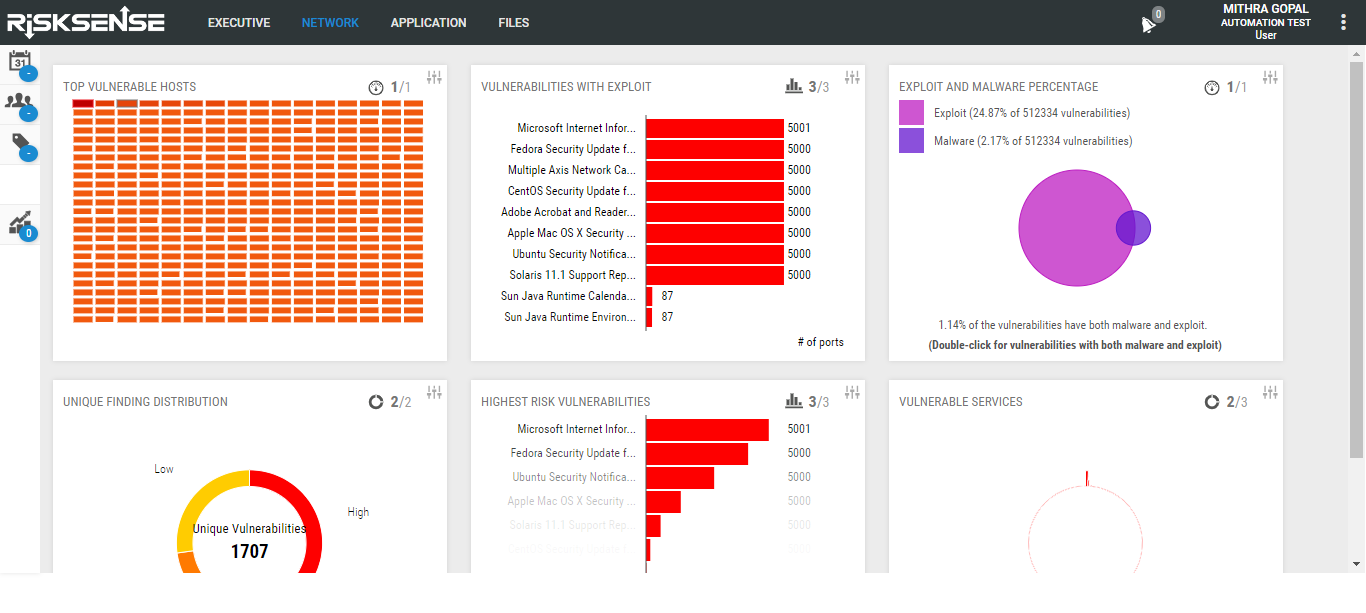 RiSKSENSE
EXECUTIVE
NETWORK
APPLICATION
FILES
0
MITHRA GOPAL
AUTOMATION TEST
User
31
-
-
-
0
TOP VULNERABLE HOSTS
1/1
VULNERABILITIES WITH EXPLOIT
3/3
Microsoft Internet Infor... 5001
Fedora Security Update f... 5000
Multiple Axis Network Ca... 5000
CentOS Security Update f... 5000
Adobe Acrobat and Reader... 5000
Apple Mac OS X Security ... 5000
Ubuntu Security Notifica... 5000
Solaris 11.1 Support Rep... 5000
Sun Java Runtime Calenda... 87
Sun Java Runtime Environ... 87
# of ports
EXPLOIT AND MALWARE PERCENTAGE
1/1
Exploit (24.87% of 512334 vulnerabilities)
Malware (2.17% of 512334 vulnerabilities)
1.14% of the vulnerabilities have both malware and exploit.
(Double-click for vulnerabilities with both malware and exploit)
UNIQUE FINDING DISTRIBUTION
2/2
Low
High
Unique Vulnerabilities
1707
HIGHEST RISK VULNERABILITIES
3/3
Microsoft Internet Infor... 5001
Fedora Security Update f... 5000
Ubuntu Security Notifica... 5000
Apple Mac OS X Security ... 5000
Solaris 11.1 Support Rep... 5000
CentOS Security Update f... 5000
VULNERABLE SERVICES
2/3